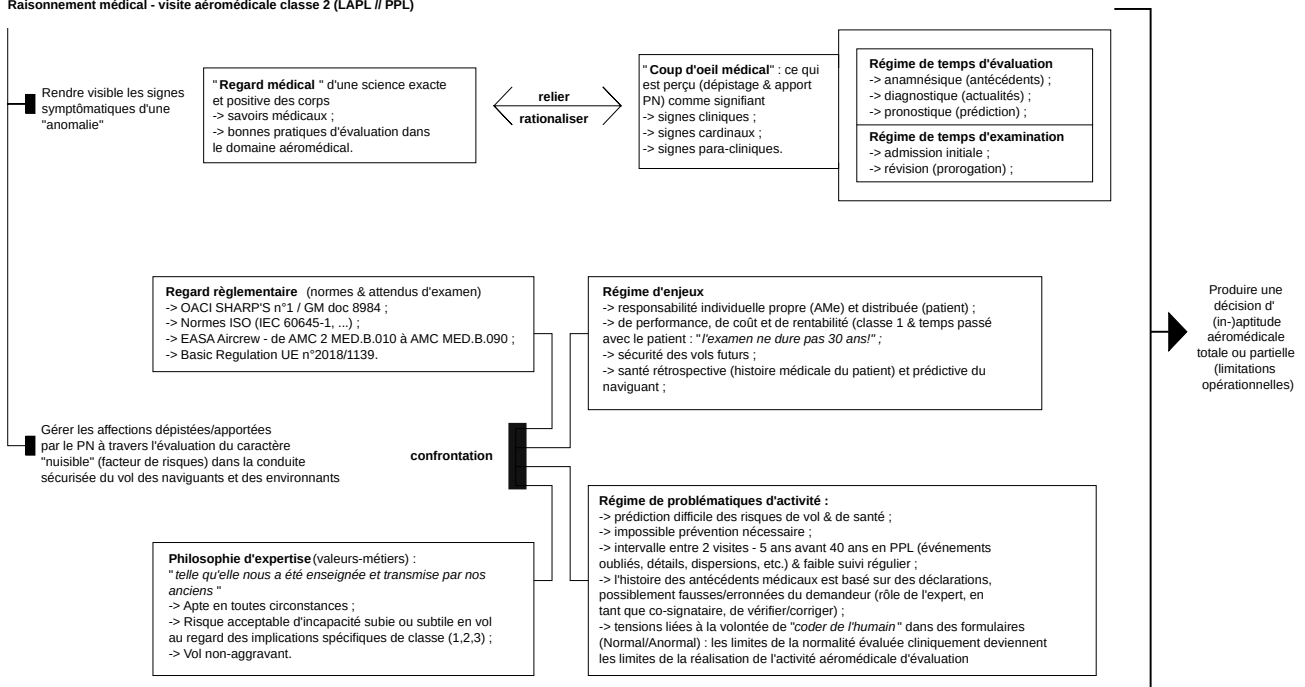 Raisonnement médical - visite aéromédicale classe 2 (LAPL // PPL)
Rendre visible les signes
symptômatiques d'une
"anomalie"
"Regard médical " d'une science exacte
et positive des corps
-> savoirs médicaux ;
-> bonnes pratiques d'évaluation dans
le domaine aéromédical.
relier
rationaliser
"Coup d'oeil médical" : ce qui
est perçu (dépistage & apport
PN) comme signifiant
-> signes cliniques ;
-> signes cardinaux ;
-> signes para-cliniques.
Régime de temps d'évaluation
-> anamnésique (antécédents) ;
-> diagnostique (actualités) ;
-> pronostique (prédiction) ;
Régime de temps d'examination
-> admission initiale ;
-> révision (prorogation) ;
Regard règlementaire (normes & attendus d'examen)
-> OACI SHARP'S n°1 / GM doc 8984 ;
-> Normes ISO (IEC 60645-1, ...) ;
-> EASA Aircrew - de AMC 2 MED.B.010 à AMC MED.B.090 ;
-> Basic Regulation UE n°2018/1139.
Régime d'enjeux
-> responsabilité individuelle propre (AMe) et distribuée (patient) ;
-> de performance, de coût et de rentabilité (classe 1 & temps passé
avec le patient : "l'examen ne dure pas 30 ans!" ;
-> sécurité des vols futurs ;
-> santé rétrospective (histoire médicale du patient) et prédictive du
naviguant ;
Produire une
décision d'
(in-)aptitude
aéromédicale
totale ou partielle
(limitations
opérationnelles)
Gérer les affections dépistées/apportées
par le PN à travers l'évaluation du caractère
"nuisible" (facteur de risques) dans la conduite
sécurisée du vol des naviguants et des environnants
confrontation
Philosophie d'expertise (valeurs-métiers) :
"telle qu'elle nous a été enseignée et transmise par nos
anciens "
-> Apte en toutes circonstances ;
-> Risque acceptable d'incapacité subie ou subtile en vol
au regard des implications spécifiques de classe (1,2,3) ;
-> Vol non-aggravant.
Régime de problématiques d'activité :
-> prédiction difficile des risques de vol & de santé ;
-> impossible prévention nécessaire ;
-> intervalle entre 2 visites - 5 ans avant 40 ans en PPL (événements
oubliés, détails, dispersions, etc.) & faible suivi régulier ;
-> l'histoire des antécédents médicaux est basé sur des déclarations,
possiblement fausses/erronnées du demandeur (rôle de l'expert, en
tant que co-signataire, de vérifier/corriger) ;
-> tensions liées à la volontée de "coder de l'humain" dans des formulaires
(Normal/Anormal) : les limites de la normalité évaluée cliniquement deviennent
les limites de la réalisation de l'activité aéromédicale d'évaluation